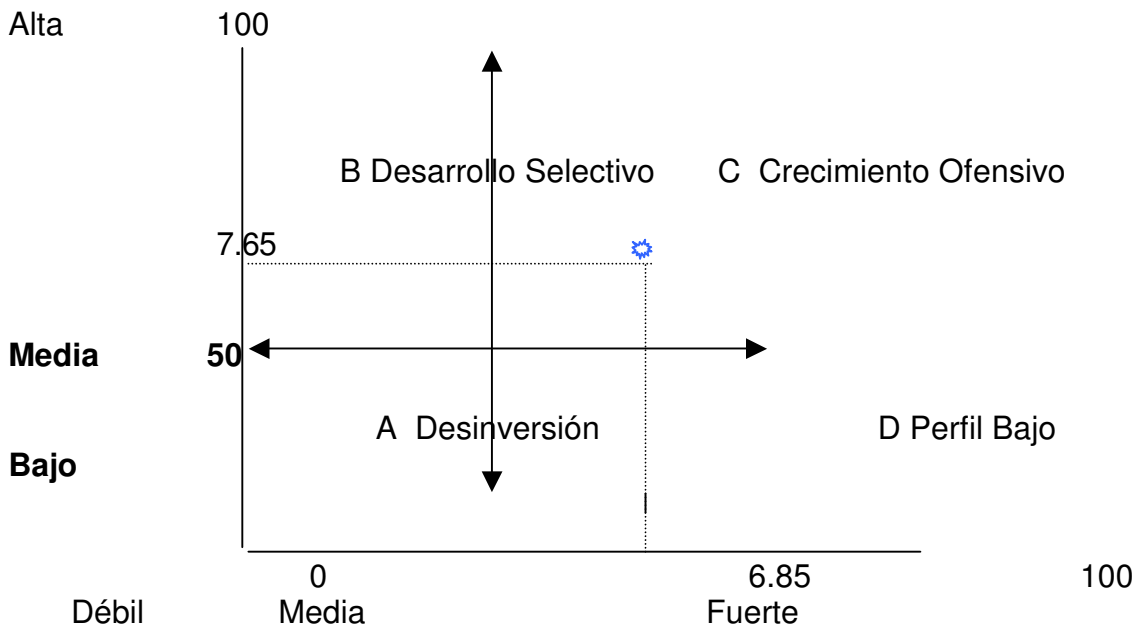 Alta 100
B Desarrollo Selectivo C Crecimiento Ofensivo
7.65
Media 50
A Desinversión D Perfil Bajo
Bajo
0 6.85 100
Débil Media Fuerte